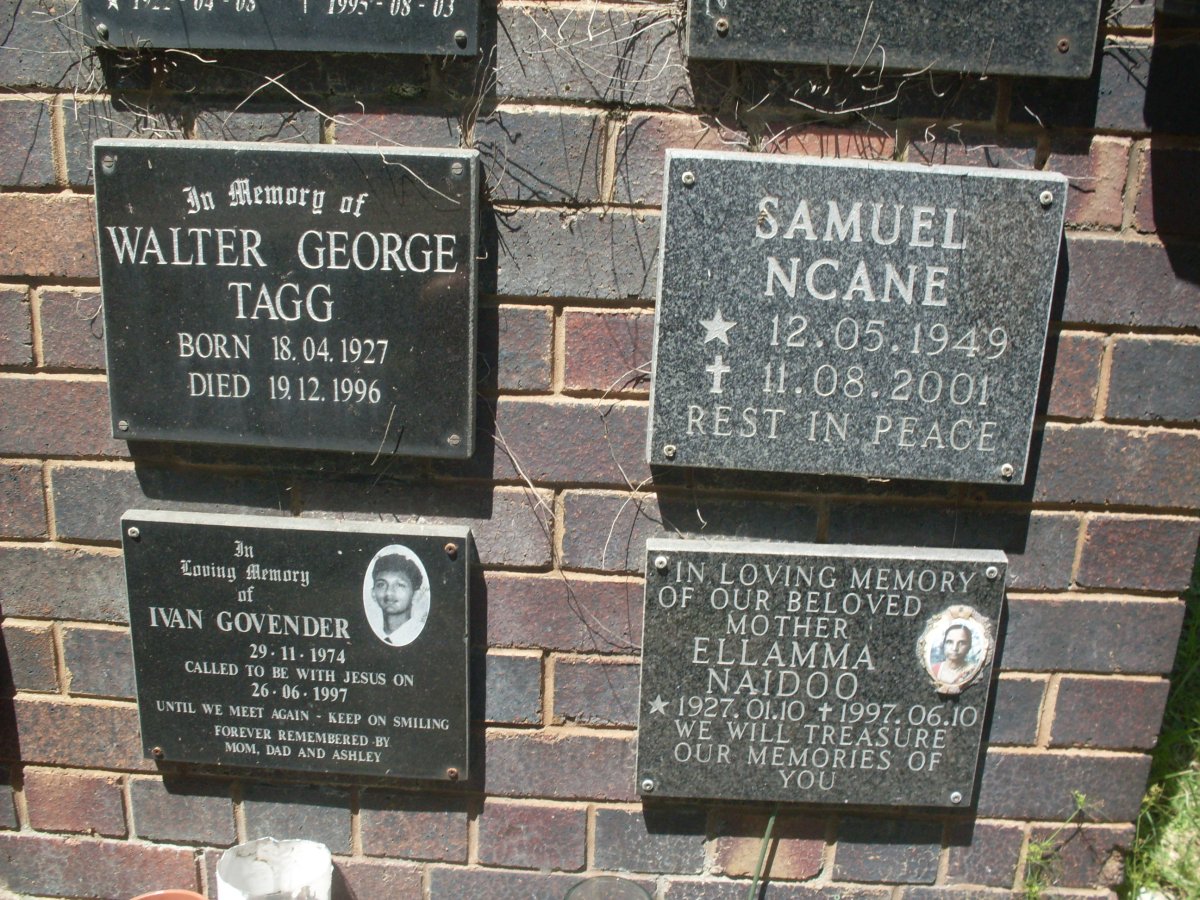 1995-08-03
In Memory of
WALTER GEORGE
TAGG
BORN 18.04.1927
DIED 19.12.1996
SAMUEL
NCANE
12.05.1949
11.08.2001
REST IN PEACE
In
Loving Memory
of
IVAN GOVENDER
29·11·1974
CALLED TO BE WITH JESUS ON
26·06·1997
UNTIL WE MEET AGAIN - KEEP ON SMILING
FOREVER REMEMBERED BY
MOM, DAD AND ASHLEY
IN LOVING MEMORY
OF OUR BELOVED
MOTHER
ELLAMMA
NAIDOO
1927.01.10 1997.06.10
WE WILL TREASURE
OUR MEMORIES OF
YOU